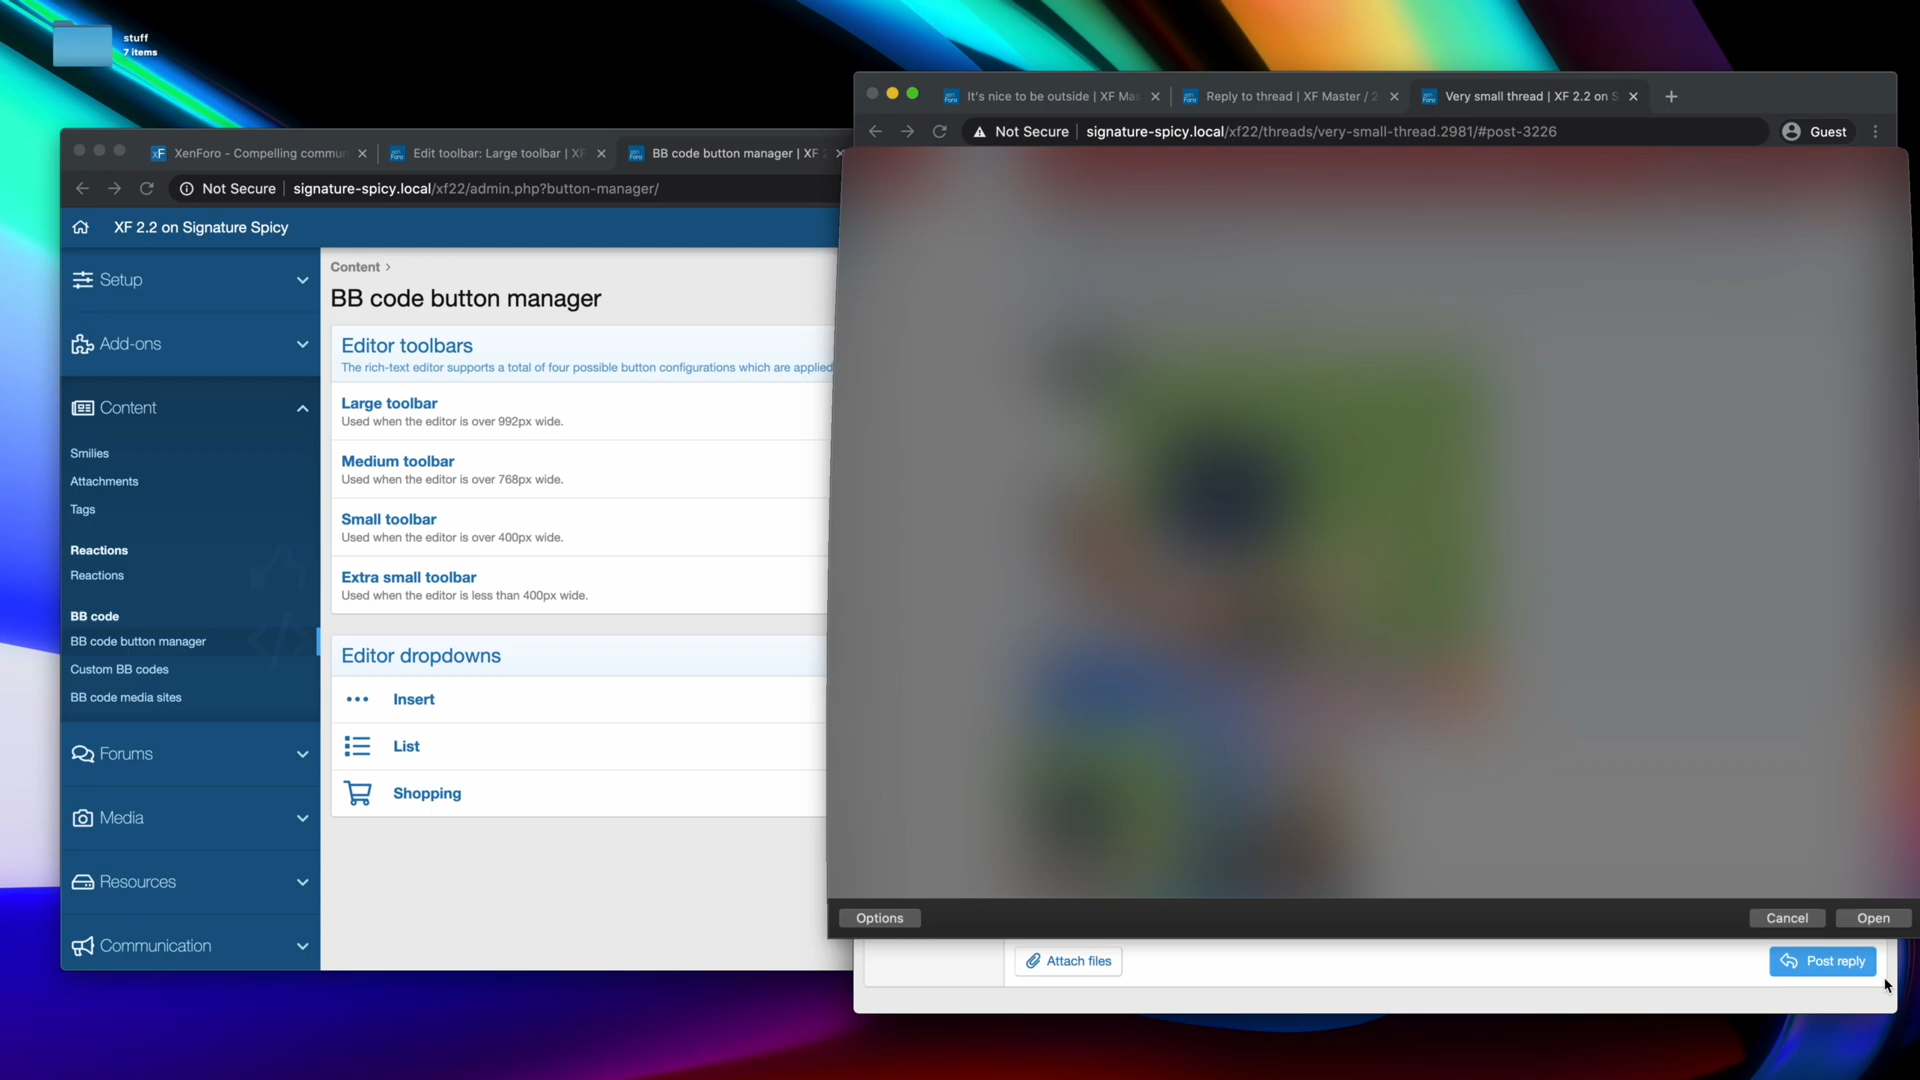 stuff
7 items
It's nice to be outside | XF Mas
Reply to thread | XF Master / 2
Very small thread | XF 2.2 on S
Not Secure
signature-spicy.local/xf22/threads/very-small-thread.2981/#post-3226
Guest
XenForo - Compelling commun
Edit toolbar: Large toolbar | XF
BB code button manager | XF 2
Not Secure
signature-spicy.local/xf22/admin.php?button-manager/
XF 2.2 on Signature Spicy
Setup
Add-ons
Content
Smilies
Attachments
Tags
Reactions
Reactions
BB code
BB code button manager
Custom BB codes
BB code media sites
Forums
Media
Resources
Communication
Content >
BB code button manager
Editor toolbars
The rich-text editor supports a total of four possible button configurations which are applied
Large toolbar
Used when the editor is over 992px wide.
Medium toolbar
Used when the editor is over 768px wide.
Small toolbar
Used when the editor is over 400px wide.
Extra small toolbar
Used when the editor is less than 400px wide.
Editor dropdowns
Insert
List
Shopping
Options
Cancel
Open
Attach files
Post reply